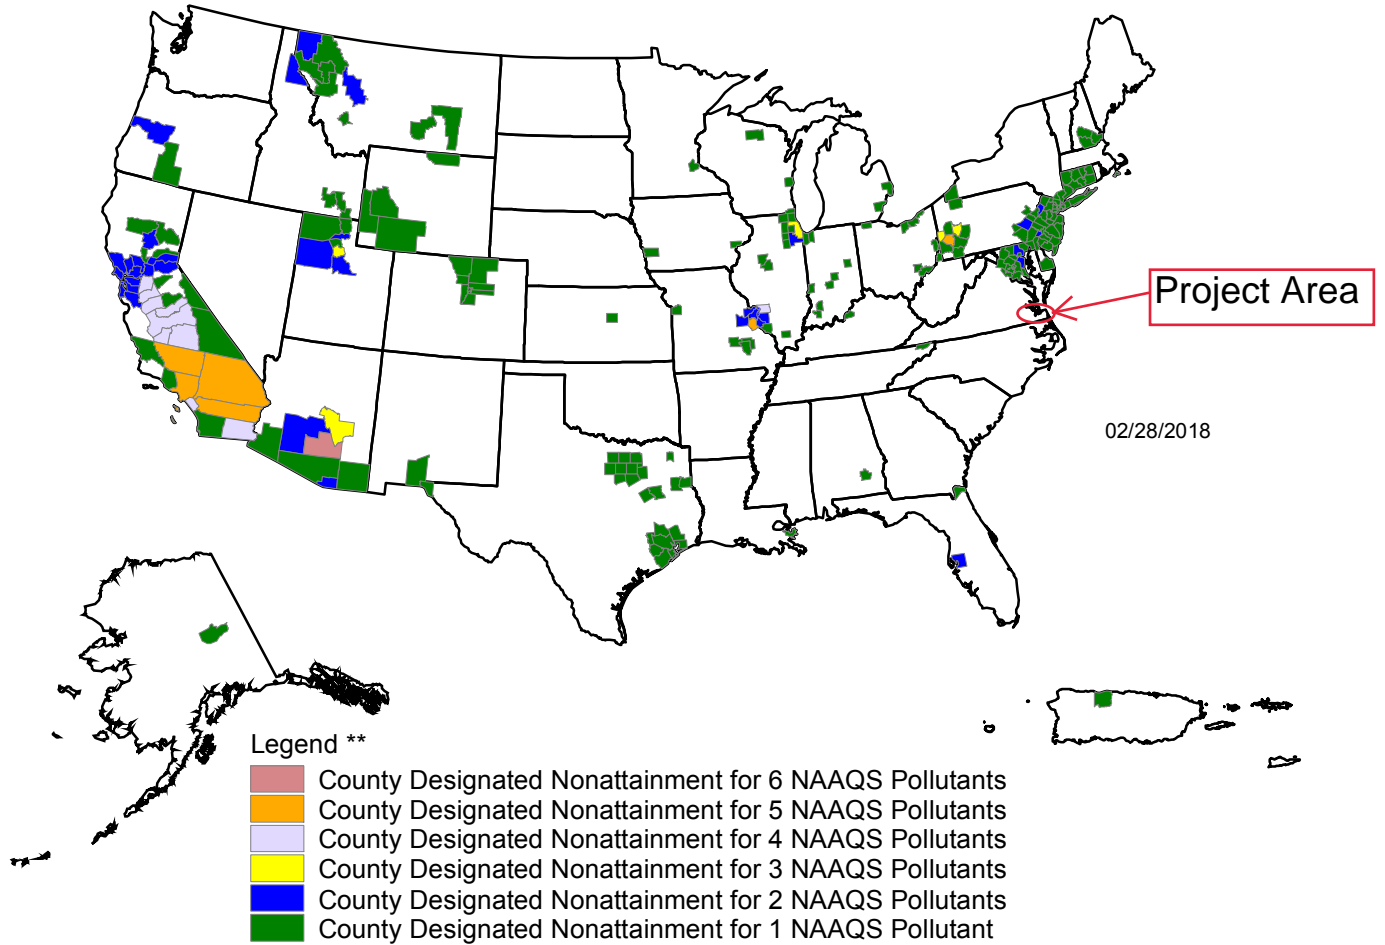 Project Area
02/28/2018
Legend **
County Designated Nonattainment for 6 NAAQS Pollutants
County Designated Nonattainment for 5 NAAQS Pollutants
County Designated Nonattainment for 4 NAAQS Pollutants
County Designated Nonattainment for 3 NAAQS Pollutants
County Designated Nonattainment for 2 NAAQS Pollutants
County Designated Nonattainment for 1 NAAQS Pollutant